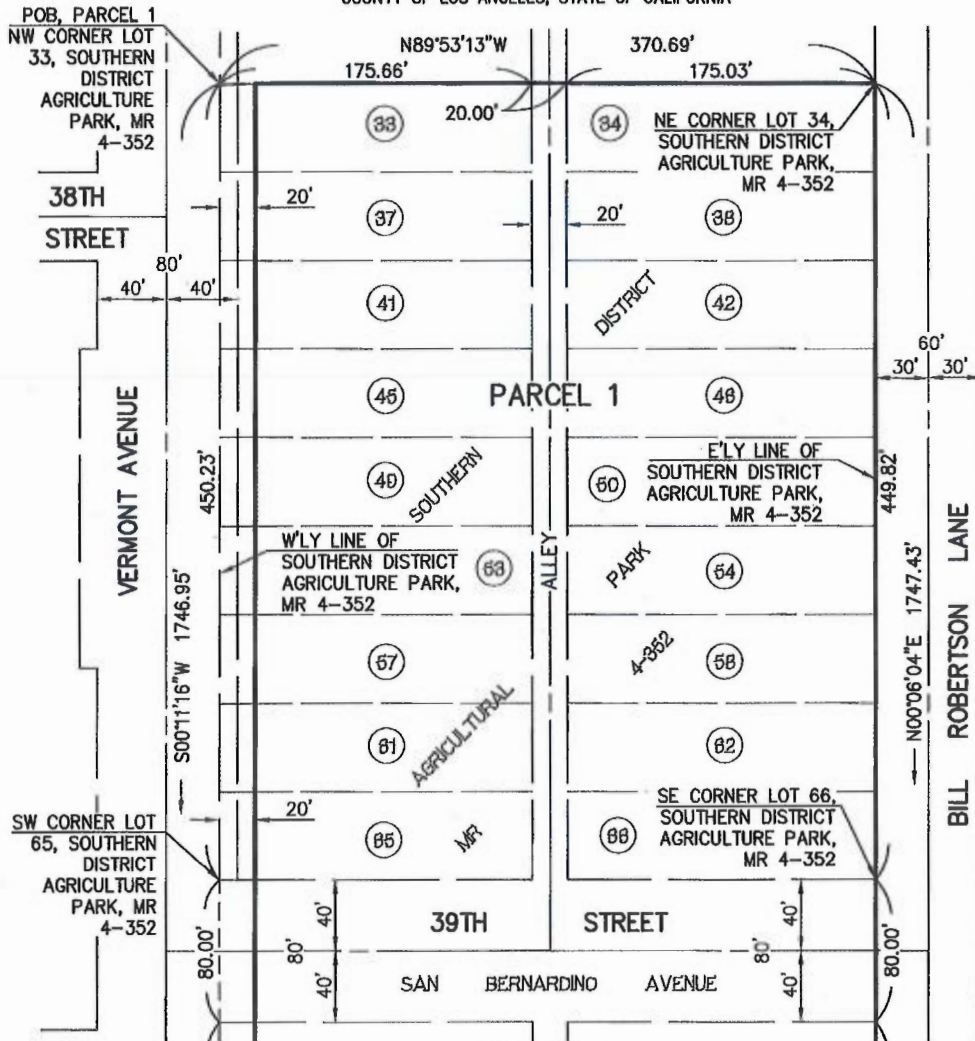 COUNTY OF LOS ANGELES, STATE OF CALIFORNIA
POB, PARCEL 1
NW CORNER LOT
33, SOUTHERN
DISTRICT
AGRICULTURE
PARK, MR
4-352
N89°53'13"W
370.69'
175.66'
175.03'
20.00'
33
34
NE CORNER LOT 34,
SOUTHERN DISTRICT
AGRICULTURE PARK,
MR 4-352
38TH
STREET
20'
37
20'
38
80'
40'
40'
41
DISTRICT
42
60'
30'
30'
45
PARCEL 1
46
VERMONT AVENUE
450.23'
49
SOUTHERN
50
E'LY LINE OF
SOUTHERN DISTRICT
AGRICULTURE PARK,
MR 4-352
449.82'
W'LY LINE OF
SOUTHERN DISTRICT
AGRICULTURE PARK,
MR 4-352
53
ALLEY
PARK
54
S00°11'16"W 1746.95'
57
4-352
58
N00°06'04"E 1747.43'
BILL ROBERTSON LANE
AGRICULTURAL
61
62
20'
SW CORNER LOT
65, SOUTHERN
DISTRICT
AGRICULTURE
PARK, MR
4-352
65
MR
66
SE CORNER LOT 66,
SOUTHERN DISTRICT
AGRICULTURE PARK,
MR 4-352
40'
39TH STREET
40'
80.00'
80'
80'
80.00'
40'
SAN BERNARDINO AVENUE
40'